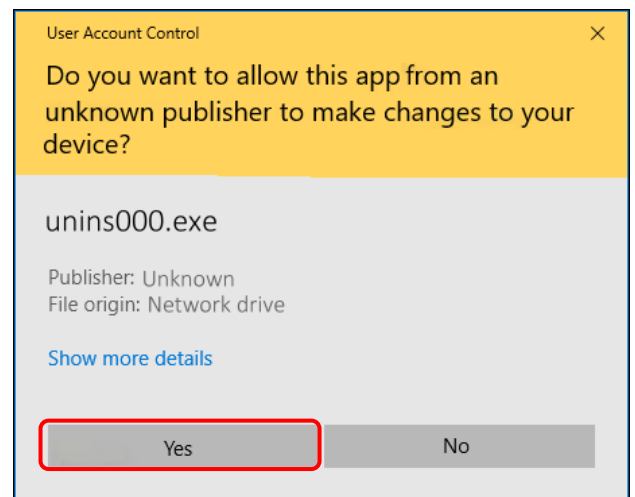 User Account Control
Do you want to allow this app from an
unknown publisher to make changes to your
device?
unins000.exe
Publisher: Unknown
File origin: Network drive
Show more details
Yes
No